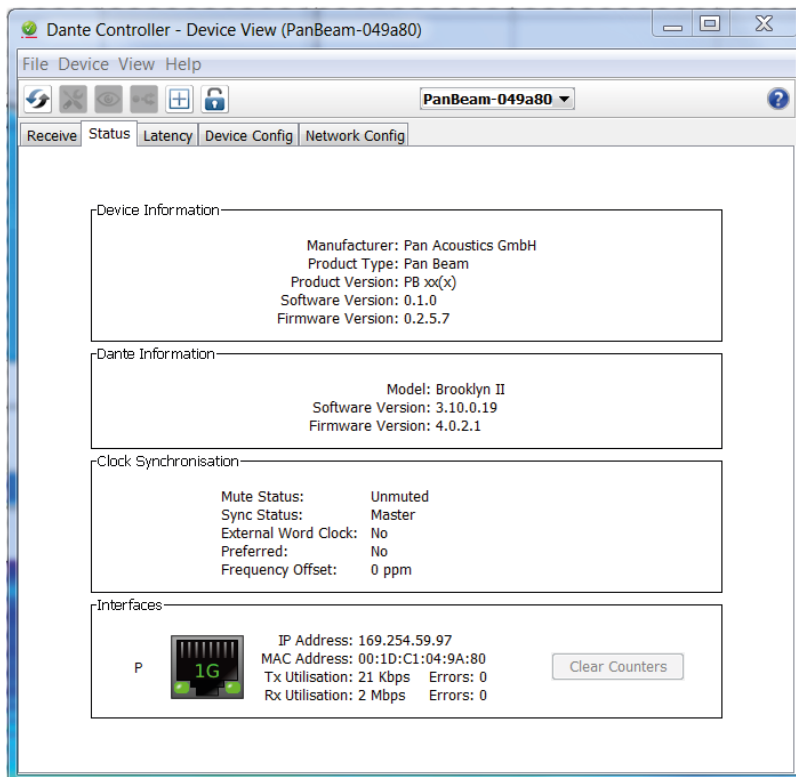 Dante Controller - Device View (PanBeam-049a80)
File Device View Help
PanBeam-049a80
?
Receive Status Latency Device Config Network Config
Device Information
Manufacturer: Pan Acoustics GmbH
Product Type: Pan Beam
Product Version: PB xx(x)
Software Version: 0.1.0
Firmware Version: 0.2.5.7
Dante Information
Model: Brooklyn II
Software Version: 3.10.0.19
Firmware Version: 4.0.2.1
Clock Synchronisation
Mute Status: Unmuted
Sync Status: Master
External Word Clock: No
Preferred: No
Frequency Offset: 0 ppm
Interfaces
IP Address: 169.254.59.97
P 1G MAC Address: 00:1D:C1:04:9A:80 Clear Counters
Tx Utilisation: 21 Kbps Errors: 0
Rx Utilisation: 2 Mbps Errors: 0